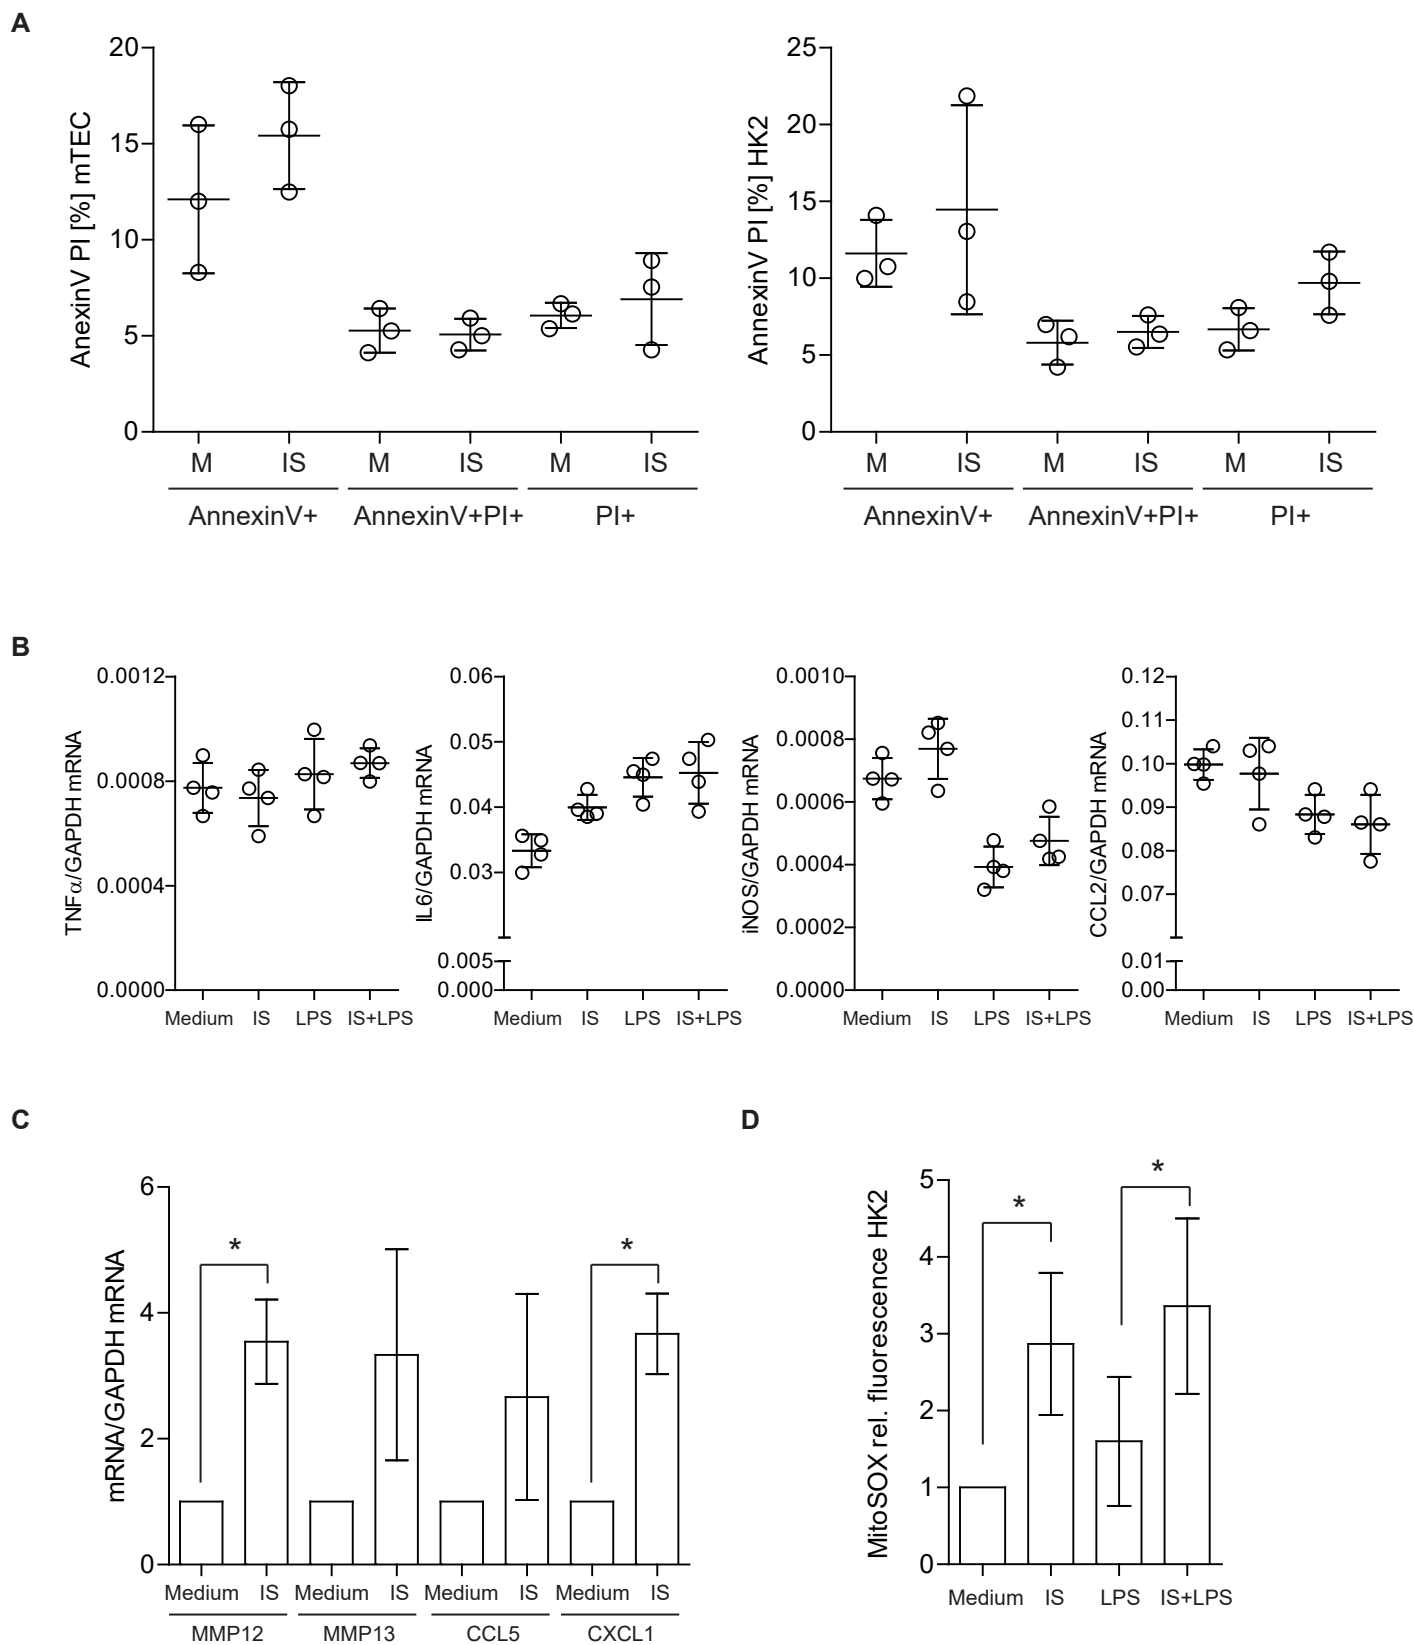 A
AnexinV PI [%] mTEC
20
15
10
5
0
M IS M IS M IS
AnnexinV+ AnnexinV+PI+ PI+
AnnexinV PI [%] HK2
25
20
15
10
5
0
M IS M IS M IS
AnnexinV+ AnnexinV+PI+ PI+
B
TNFα/GAPDH mRNA
0.0012
0.0008
0.0004
0.0000
Medium IS LPS IS+LPS
IL6/GAPDH mRNA
0.06
0.05
0.04
0.03
0.005
0.000
Medium IS LPS IS+LPS
iNOS/GAPDH mRNA
0.0010
0.0008
0.0006
0.0004
0.0002
0.0000
Medium IS LPS IS+LPS
CCL2/GAPDH mRNA
0.12
0.11
0.10
0.09
0.08
0.07
0.01
0.00
Medium IS LPS IS+LPS
C
mRNA/GAPDH mRNA
6
4
2
0
* *
Medium IS Medium IS Medium IS Medium IS
MMP12 MMP13 CCL5 CXCL1
D
MitoSOX rel. fluorescence HK2
5
4
3
2
1
0
* *
Medium IS LPS IS+LPS